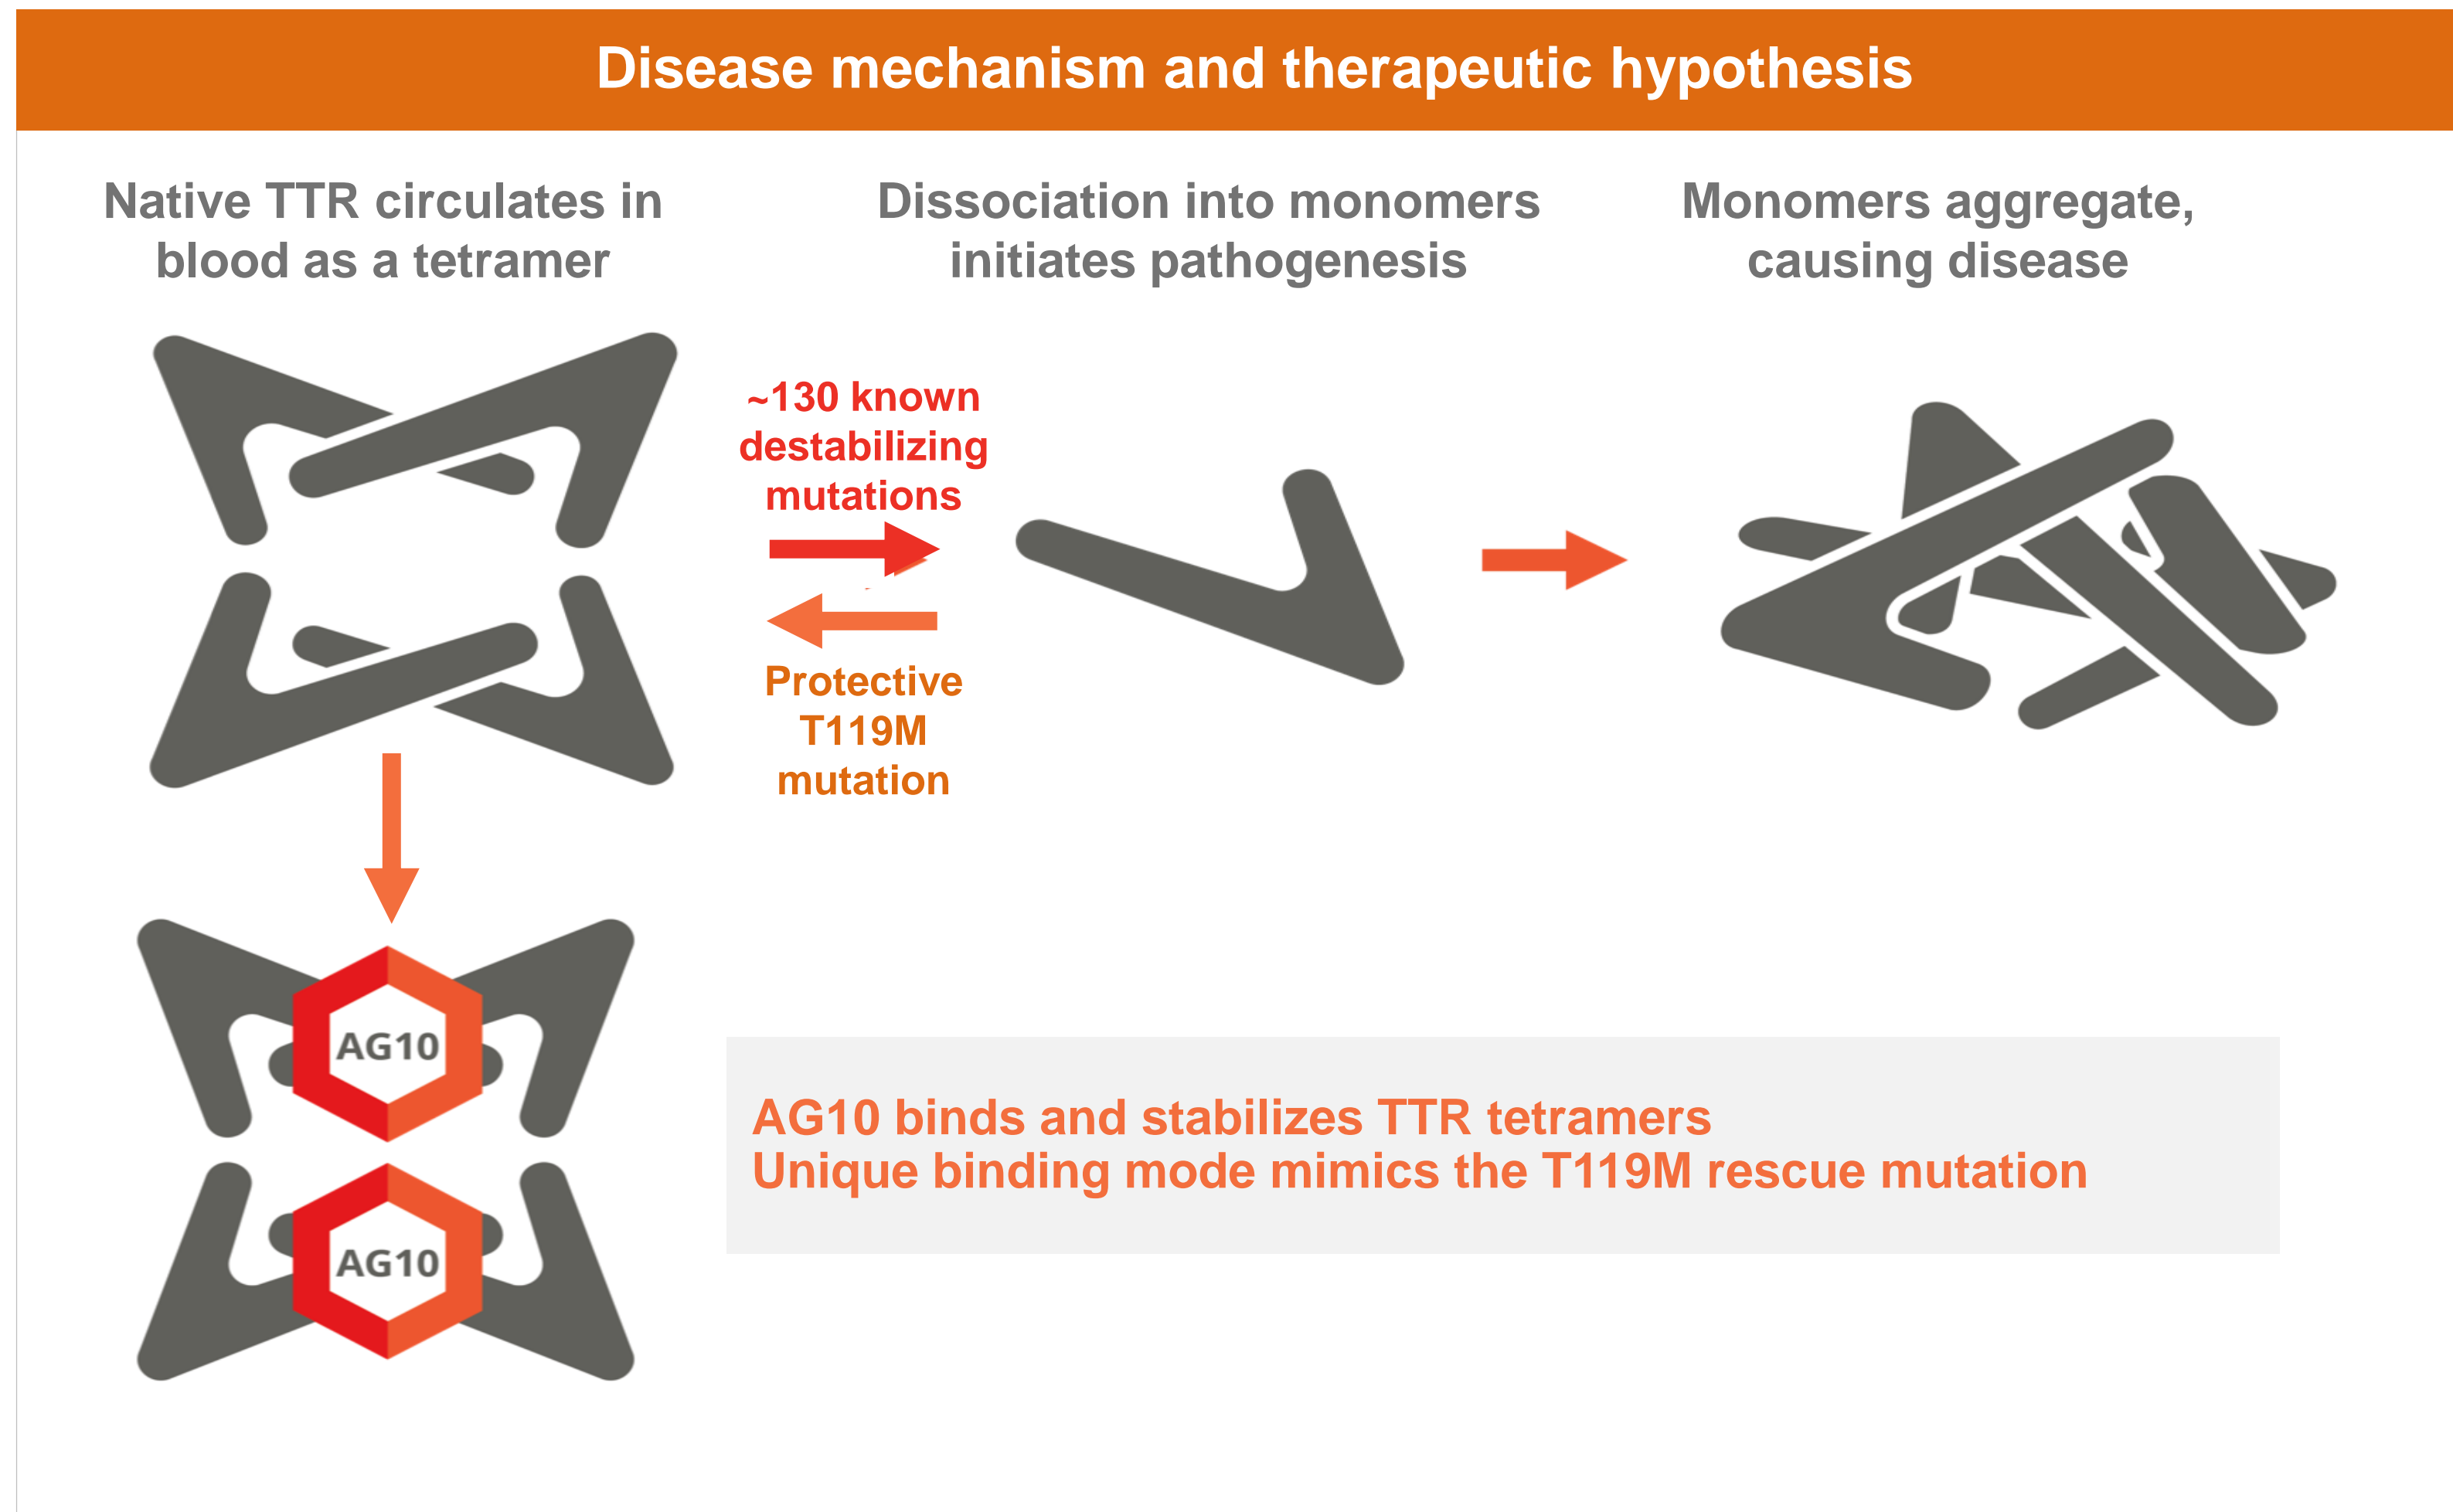 Disease mechanism and therapeutic hypothesis
Native TTR circulates in
blood as a tetramer
Dissociation into monomers
initiates pathogenesis
Monomers aggregate,
causing disease
~130 known
destabilizing
mutations
Protective
T119M
mutation
AG10
AG10
AG10 binds and stabilizes TTR tetramers
Unique binding mode mimics the T119M rescue mutation